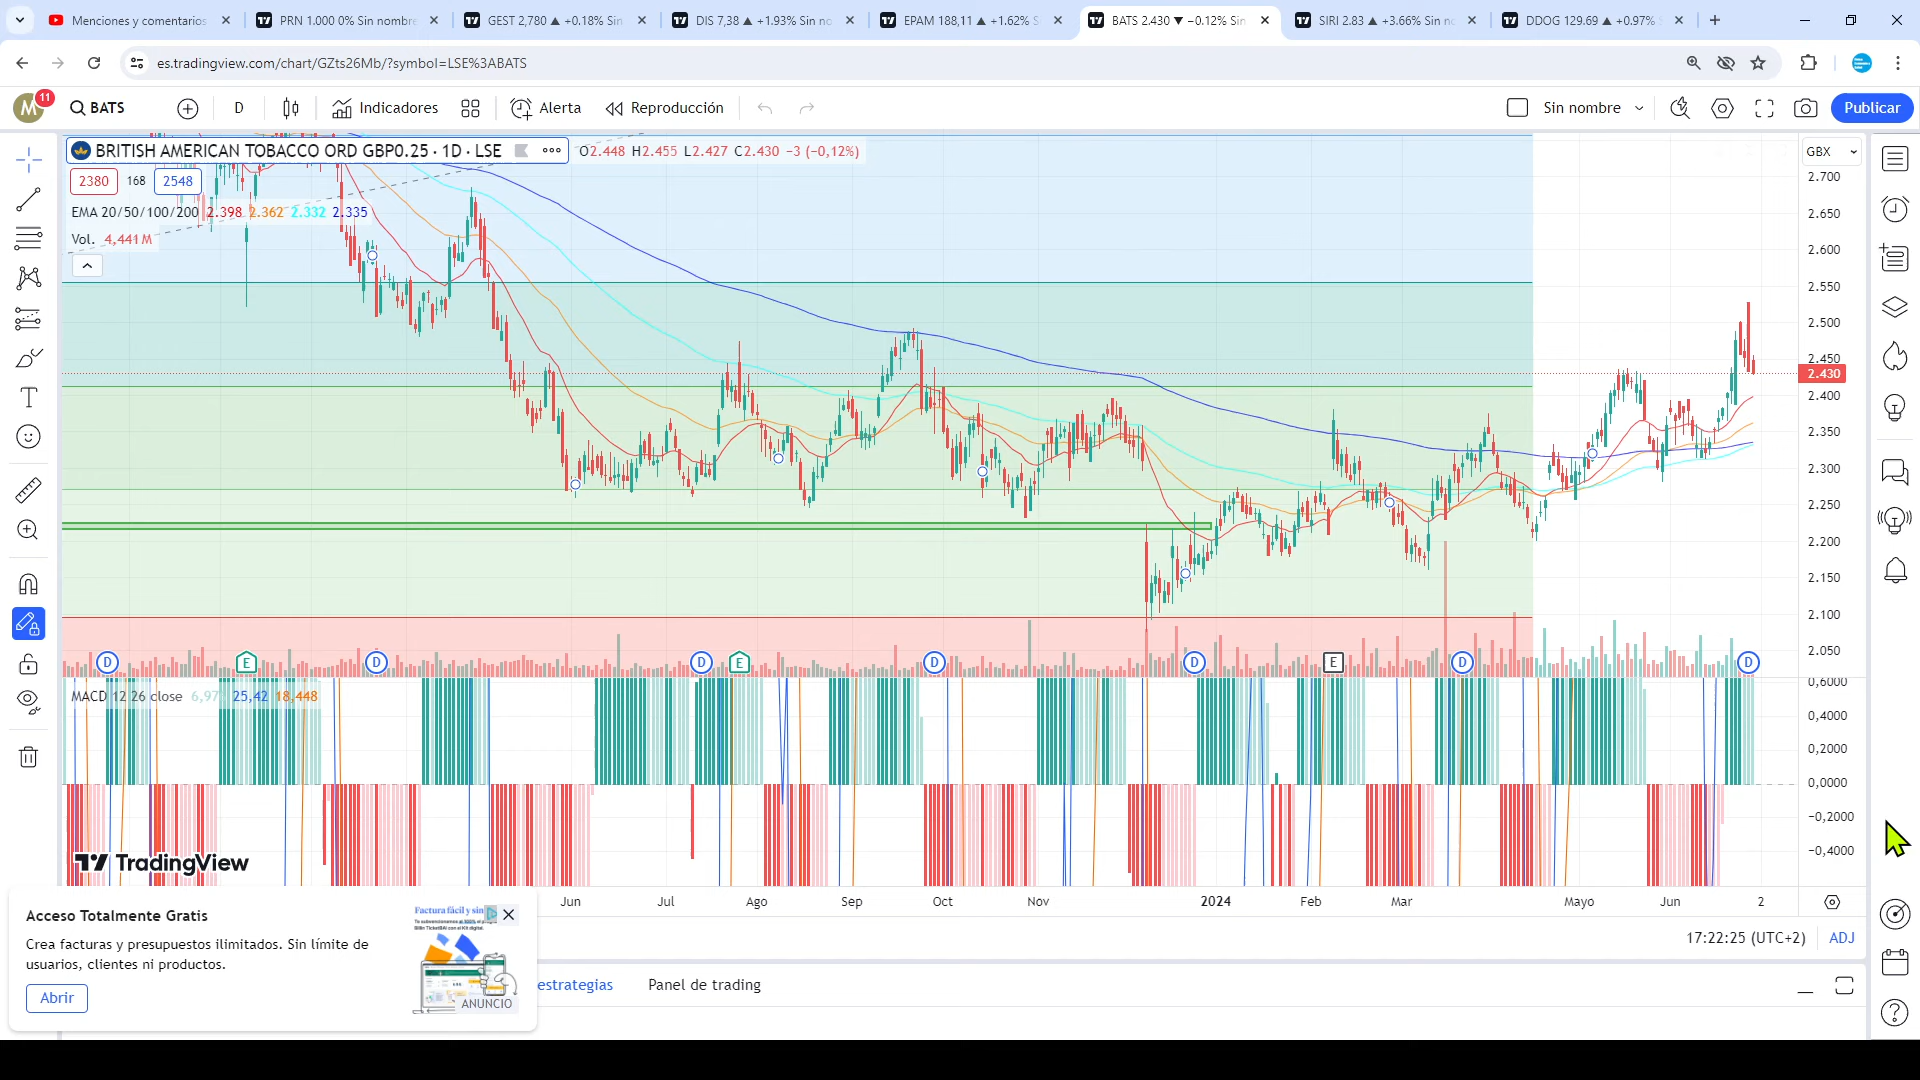 Menciones y comentarios
PRN 1.000 0% Sin nombre
GEST 2,780 ▲ +0.18% Sin
DIS 7,38 ▲ +1.93% Sin no
EPAM 188,11 ▲ +1.62% S
BATS 2.430 ▼ −0.12% Sin
SIRI 2.83 ▲ +3.66% Sin no
DDOG 129.69 ▲ +0.97% S
es.tradingview.com/chart/GZts26Mb/?symbol=LSE%3ABATS
M 11
BATS
D
Indicadores
Alerta
Reproducción
Sin nombre
Publicar
BRITISH AMERICAN TOBACCO ORD GBP0.25 · 1D · LSE
O2.448 H2.455 L2.427 C2.430 −3 (−0,12%)
GBX
2380 168 2548
EMA 20/50/100/200 2.398 2.362 2.332 2.335
Vol. 4,441 M
2.700
2.650
2.600
2.550
2.500
2.450
2.430
2.400
2.350
2.300
2.250
2.200
2.150
2.100
2.050
D E D D E D D E D D
MACD 12 26 close 25,42 18,448
0,6000
0,4000
0,2000
0,0000
−0,2000
−0,4000
TradingView
Jun Jul Ago Sep Oct Nov 2024 Feb Mar Mayo Jun 2
17:22:25 (UTC+2) ADJ
Acceso Totalmente Gratis
Crea facturas y presupuestos ilimitados. Sin límite de
usuarios, clientes ni productos.
Abrir
Factura fácil y sin
ANUNCIO
estrategias
Panel de trading